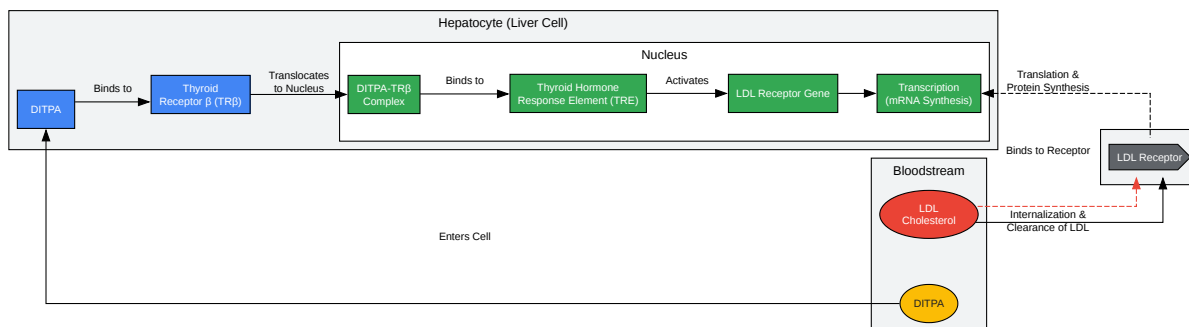 Hepatocyte (Liver Cell)
Nucleus
DITPA
Binds to
Thyroid
Receptor β (TRβ)
Translocates
to Nucleus
DITPA-TRβ
Complex
Binds to
Thyroid Hormone
Response Element (TRE)
Activates
LDL Receptor Gene
Transcription
(mRNA Synthesis)
Translation &
Protein Synthesis
Binds to Receptor
LDL Receptor
Bloodstream
LDL
Cholesterol
Internalization &
Clearance of LDL
Enters Cell
DITPA